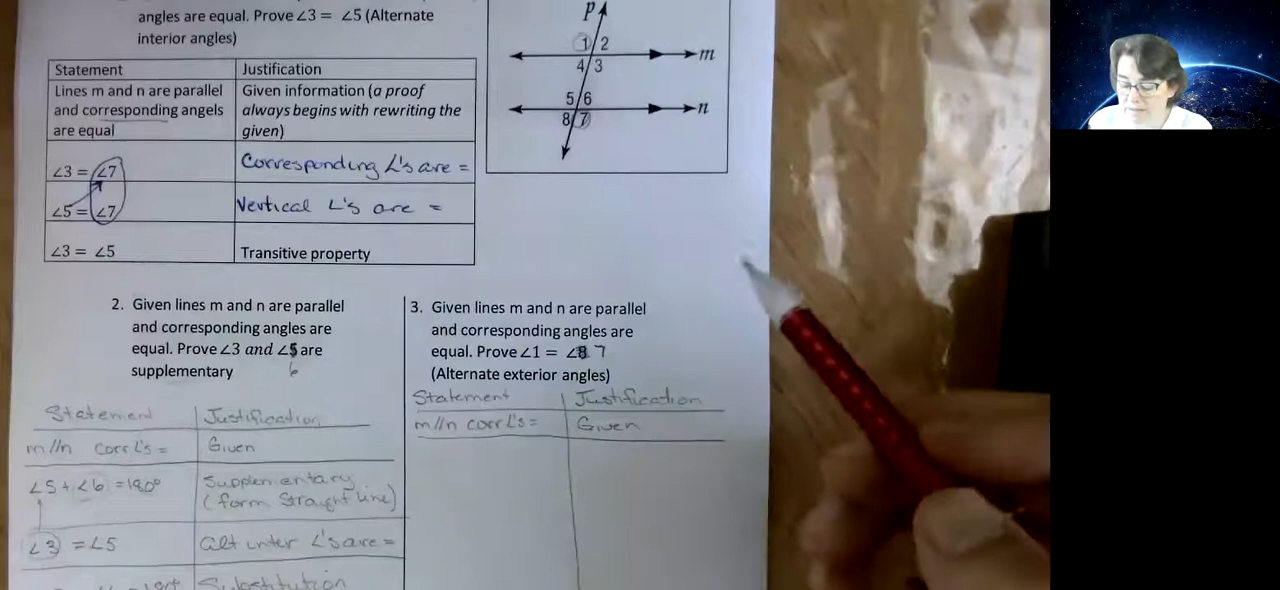 angles are equal. Prove ∠3 = ∠5 (Alternate
interior angles)
Statement
Justification
Lines m and n are parallel
and corresponding angels
are equal
Given information (a proof
always begins with rewriting the
given)
∠3 = ∠7
Corresponding ∠'s are =
∠5 = ∠7
Vertical ∠'s are =
∠3 = ∠5
Transitive property
P
1 2
m
4 3
5 6
n
8 7
2. Given lines m and n are parallel
and corresponding angles are
equal. Prove ∠3 and ∠5 are
supplementary 6
Statement
Justification
m//n corr ∠'s =
Given
∠5 + ∠6 = 180°
Supplementary
(form straight line)
∠3 = ∠5
alt inter ∠'s are =
Substitution
3. Given lines m and n are parallel
and corresponding angles are
equal. Prove ∠1 = ∠8 7
(Alternate exterior angles)
Statement
Justification
m//n corr ∠'s =
Given